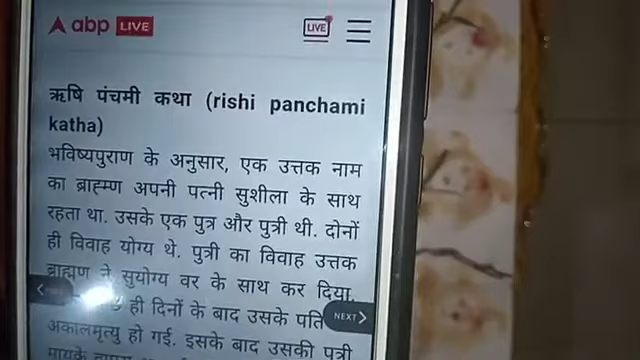 abp LIVE
LIVE
ऋषि पंचमी कथा (rishi panchami
katha)
भविष्यपुराण के अनुसार, एक उत्तक नाम
का ब्राह्म्ण अपनी पत्नी सुशीला के साथ
रहता था. उसके एक पुत्र और पुत्री थी. दोनों
ही विवाह योग्य थे. पुत्री का विवाह उत्तक
ब्राह्मण ने सुयोग्य वर के साथ कर दिया,
ही दिनों के बाद उसके पति
NEXT
अकालमृत्यु हो गई. इसके बाद उसकी पुत्री
मायके